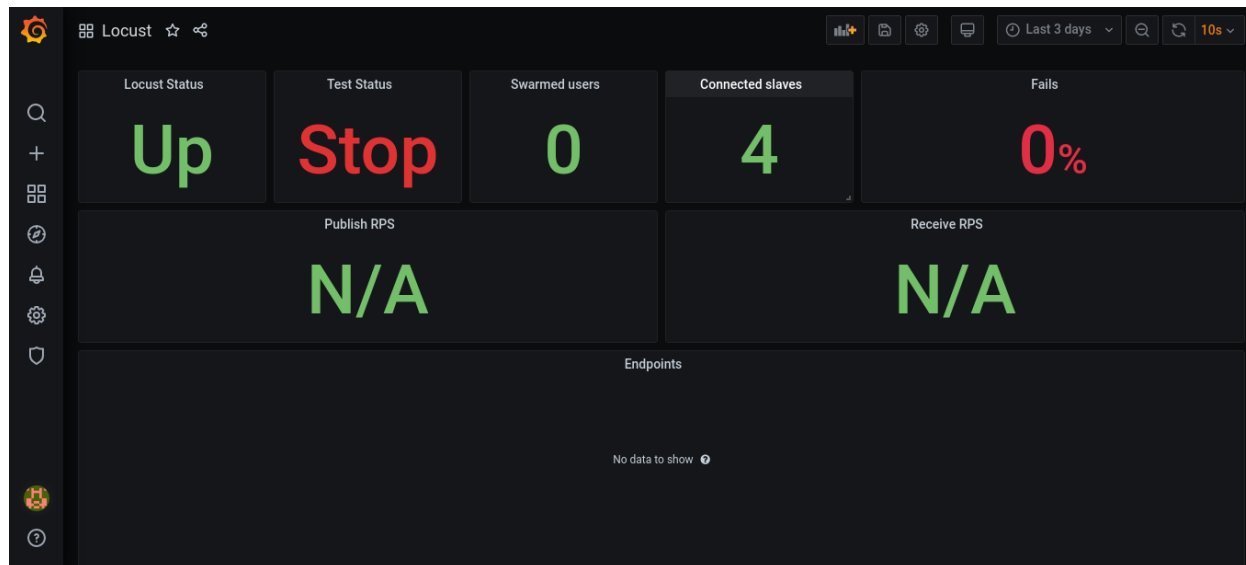 Locust
Last 3 days
10s
Locust Status
Test Status
Swarmed users
Connected slaves
Fails
Up
Stop
0
4
0%
Publish RPS
Receive RPS
N/A
N/A
Endpoints
No data to show